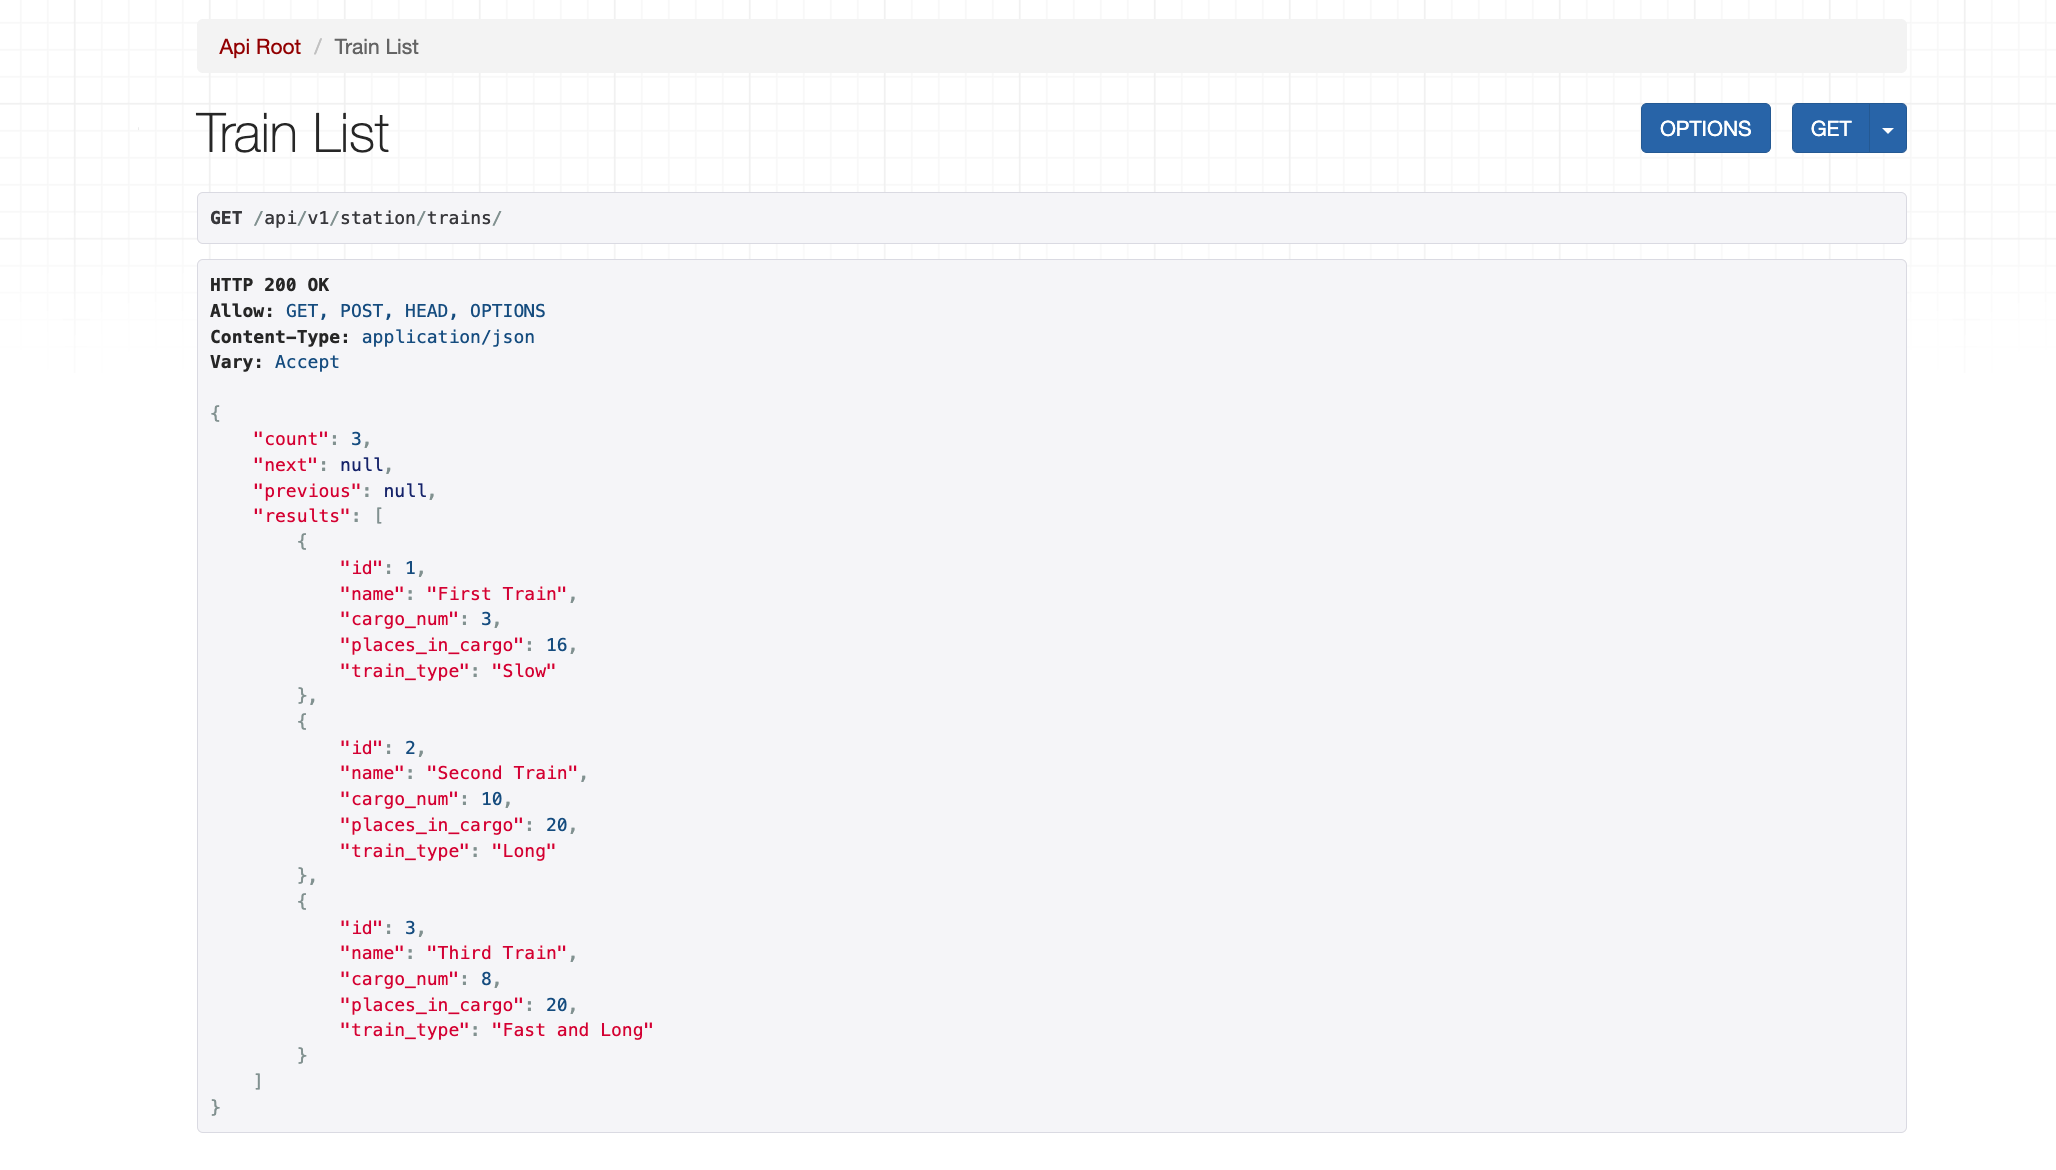 Api Root / Train List
Train List
OPTIONS
GET
GET /api/v1/station/trains/
HTTP 200 OK
Allow: GET, POST, HEAD, OPTIONS
Content-Type: application/json
Vary: Accept
{
    "count": 3,
    "next": null,
    "previous": null,
    "results": [
        {
            "id": 1,
            "name": "First Train",
            "cargo_num": 3,
            "places_in_cargo": 16,
            "train_type": "Slow"
        },
        {
            "id": 2,
            "name": "Second Train",
            "cargo_num": 10,
            "places_in_cargo": 20,
            "train_type": "Long"
        },
        {
            "id": 3,
            "name": "Third Train",
            "cargo_num": 8,
            "places_in_cargo": 20,
            "train_type": "Fast and Long"
        }
    ]
}